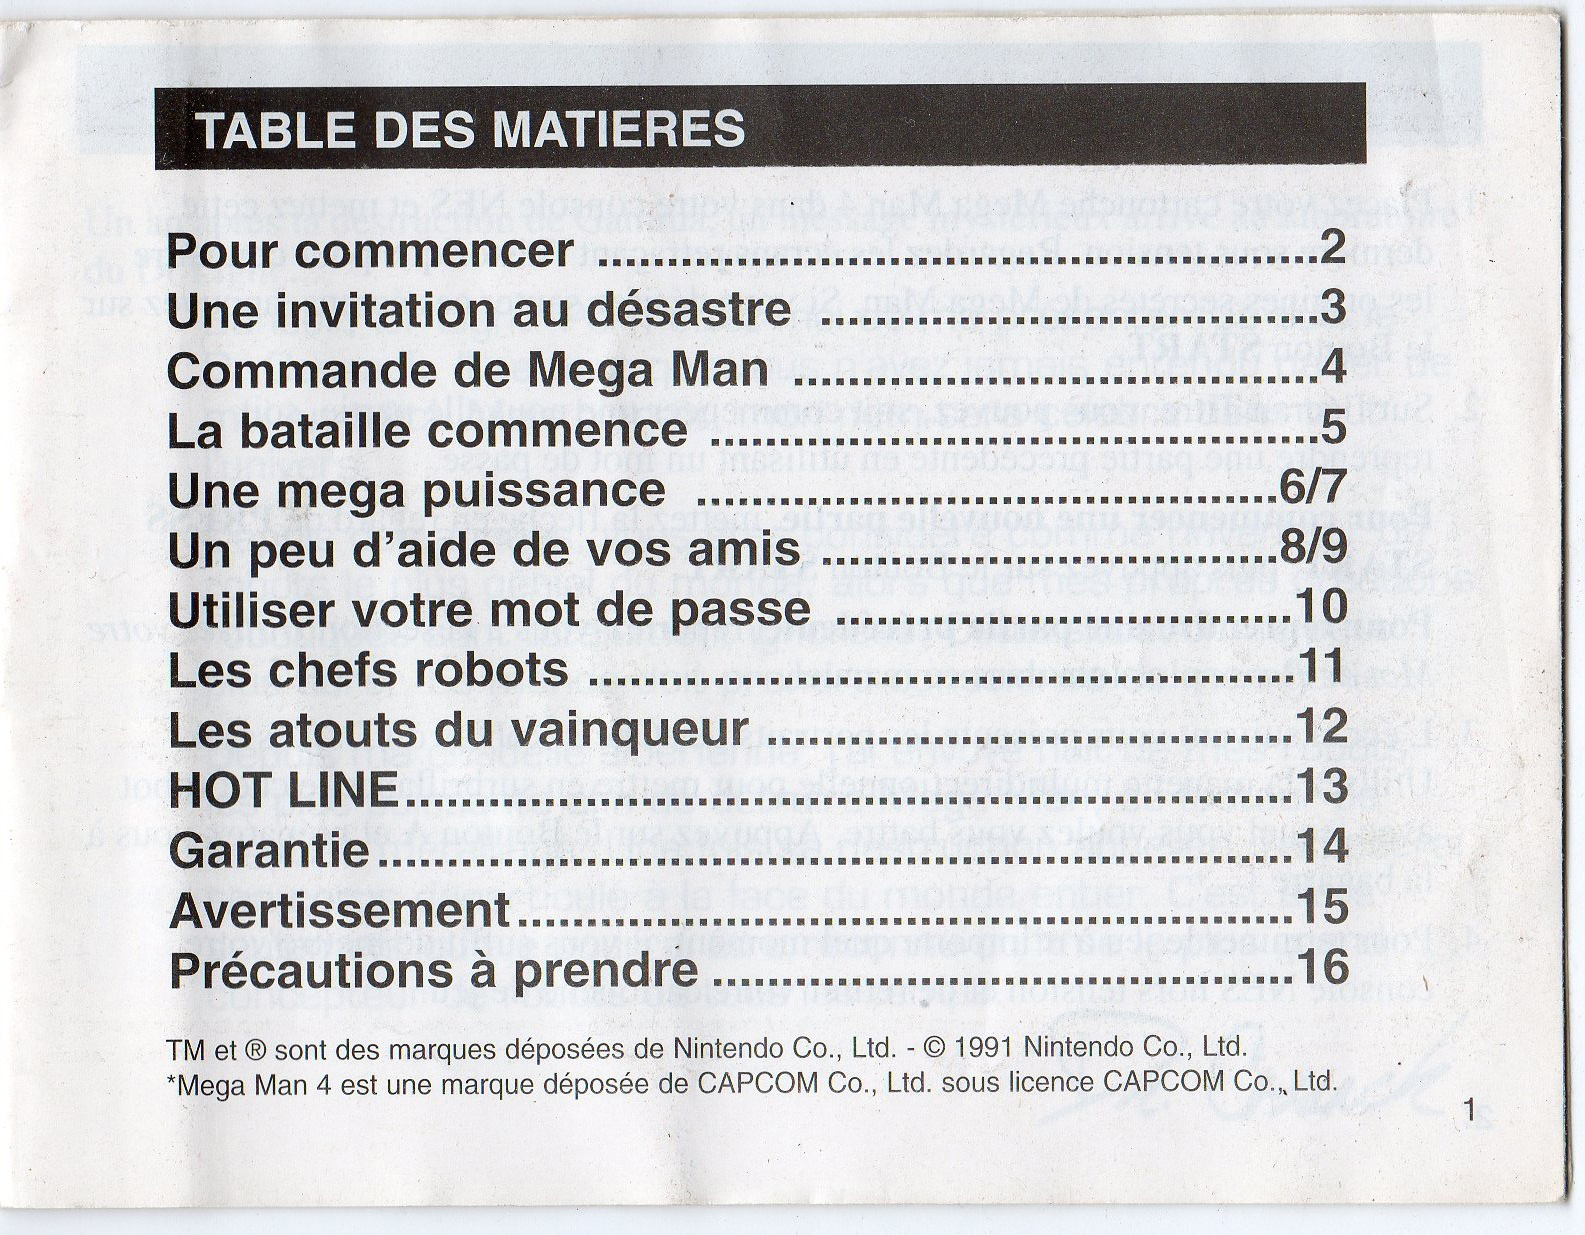 TABLE DES MATIERES
Pour commencer ........................................................2
Une invitation au désastre .......................................3
Commande de Mega Man .........................................4
La bataille commence ................................................5
Une mega puissance ..............................................6/7
Un peu d’aide de vos amis ....................................8/9
Utiliser votre mot de passe ....................................10
Les chefs robots ........................................................11
Les atouts du vainqueur ..........................................12
HOT LINE......................................................................13
Garantie........................................................................14
Avertissement.............................................................15
Précautions à prendre ..............................................16
TM et ® sont des marques déposées de Nintendo Co., Ltd. - © 1991 Nintendo Co., Ltd.
*Mega Man 4 est une marque déposée de CAPCOM Co., Ltd. sous licence CAPCOM Co., Ltd.
1